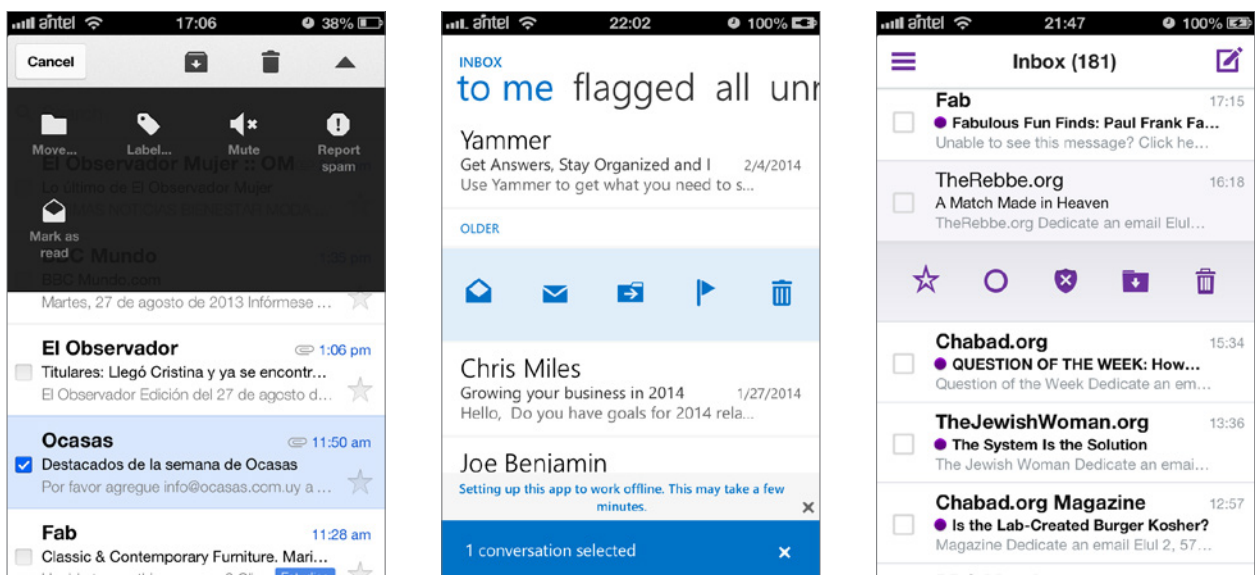 antel 17:06 38%
Cancel
Move... Label... Mute Report spam
El Observador Mujer :: OM
Lo último de El Observador Mujer
Mark as read
BBC Mundo 1:35 pm
BBC Mundo.com
Martes, 27 de agosto de 2013 Infórmese ...
El Observador 1:06 pm
Titulares: Llegó Cristina y ya se encontr...
El Observador Edición del 27 de agosto d...
Ocasas 11:50 am
Destacados de la semana de Ocasas
Por favor agregue info@ocasas.com.uy a ...
Fab 11:28 am
Classic & Contemporary Furniture. Mari...
antel 22:02 100%
INBOX
to me flagged all unr
Yammer
Get Answers, Stay Organized and I 2/4/2014
Use Yammer to get what you need to s...
OLDER
Chris Miles
Growing your business in 2014 1/27/2014
Hello, Do you have goals for 2014 rela...
Joe Benjamin
Setting up this app to work offline. This may take a few
minutes.
1 conversation selected
antel 21:47 100%
Inbox (181)
Fab 17:15
Fabulous Fun Finds: Paul Frank Fa...
Unable to see this message? Click he...
TheRebbe.org 16:18
A Match Made in Heaven
TheRebbe.org Dedicate an email Elul...
Chabad.org 15:34
QUESTION OF THE WEEK: How...
Question of the Week Dedicate an em...
TheJewishWoman.org 13:36
The System Is the Solution
The Jewish Woman Dedicate an emai...
Chabad.org Magazine 12:57
Is the Lab-Created Burger Kosher?
Magazine Dedicate an email Elul 2, 57...